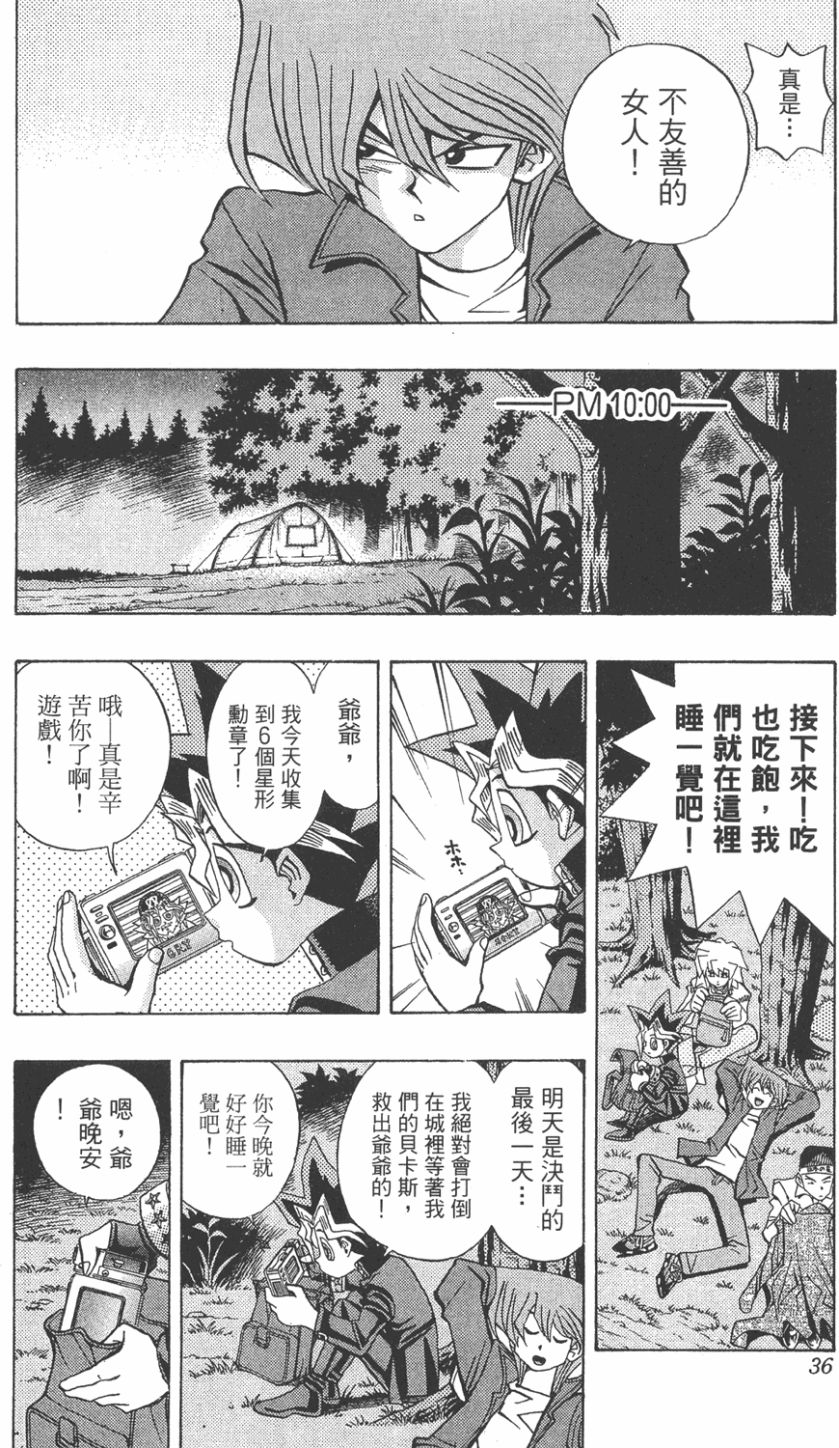 真是…
不友善的
女人！
PM 10:00
接下來！吃
也吃飽，我
們就在這裡
睡一覺吧！
ホホ…
爺爺，
我今天收集
到6個星形
勳章了！
哦—真是辛
苦你了啊！
遊戲！
明天是決鬥的
最後一天…
我絕對會打倒
在城裡等著我
們的貝卡斯，
救出爺爺的！
你今晚就
好好睡一
覺吧！
嗯，爺
爺晚安
！
36